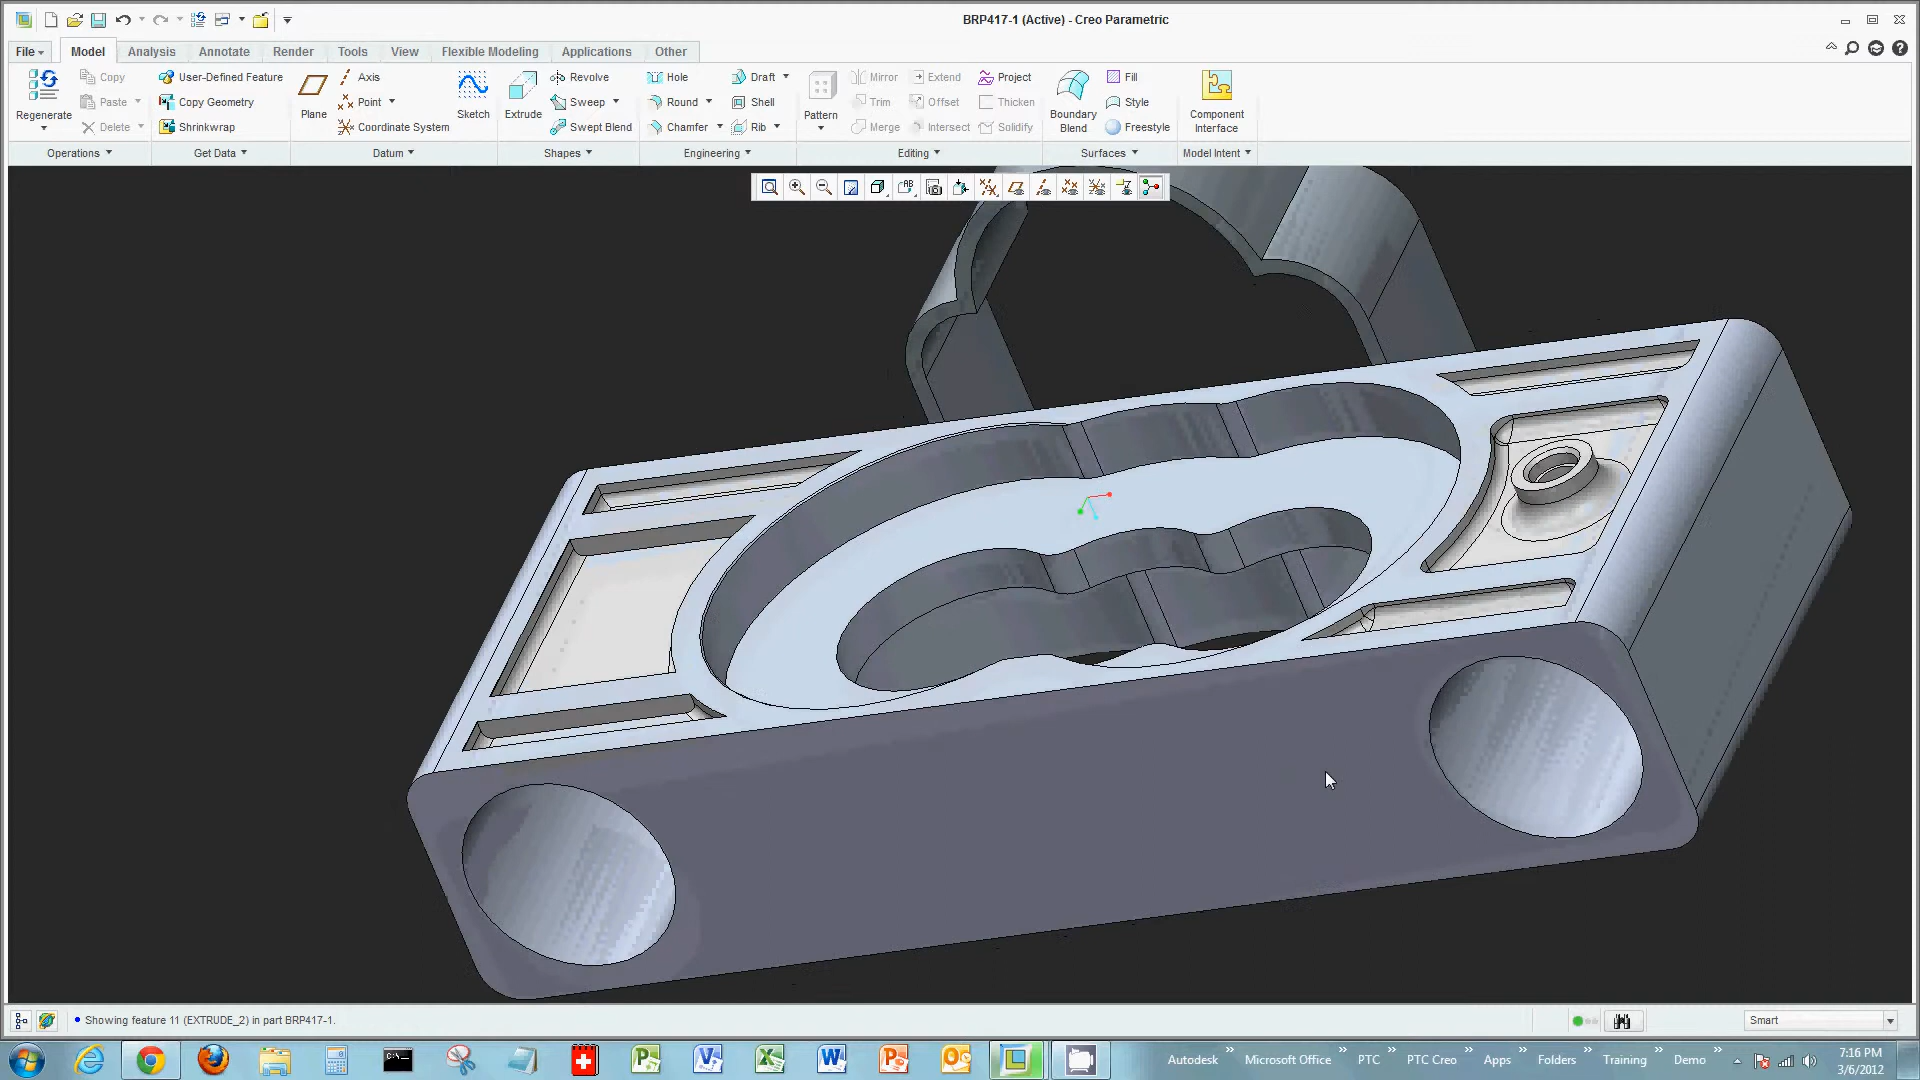 BRP417-1 (Active) - Creo Parametric
File Model Analysis Annotate Render Tools View Flexible Modeling Applications Other
Copy User-Defined Feature Axis Revolve Hole Draft Mirror Extend Project Fill
Paste Copy Geometry Point Sweep Round Shell Trim Offset Thicken Style
Regenerate Plane Sketch Extrude Pattern Boundary Blend Component Interface
Delete Shrinkwrap Coordinate System Swept Blend Chamfer Rib Merge Intersect Solidify Freestyle
Operations Get Data Datum Shapes Engineering Editing Surfaces Model Intent
Showing feature 11 (EXTRUDE_2) in part BRP417-1.
Smart
Autodesk Microsoft Office PTC PTC Creo Apps Folders Training Demo
7:16 PM
3/6/2012